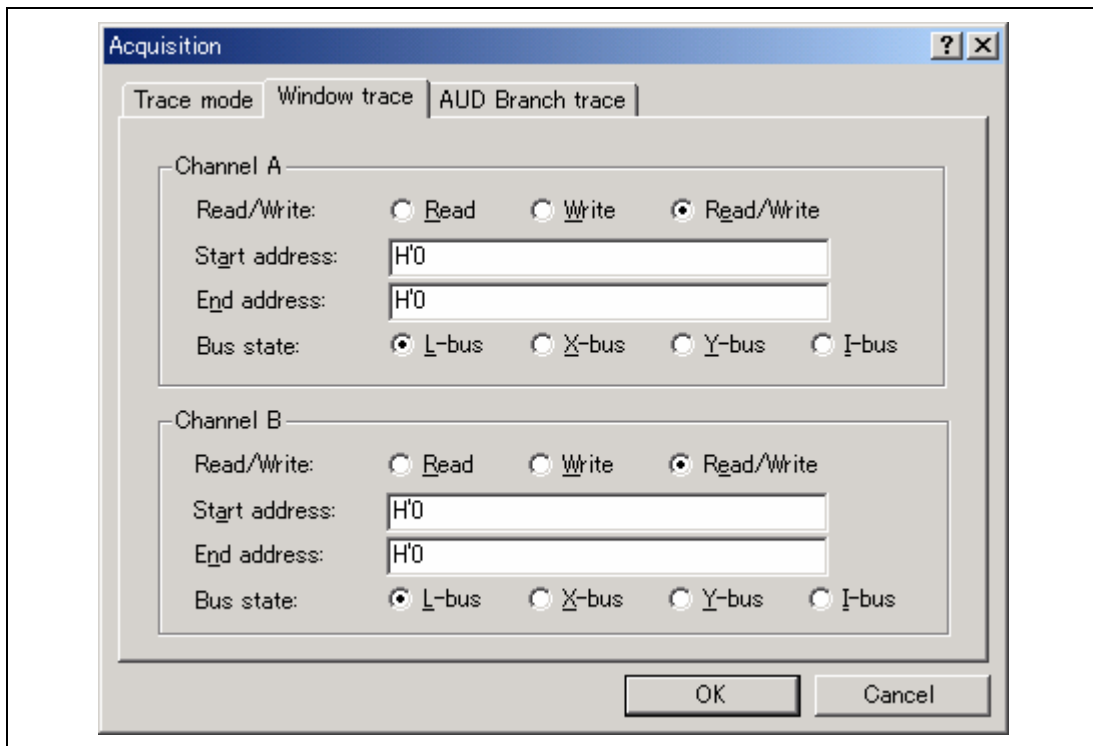 Acquisition
Trace mode Window trace AUD Branch trace
Channel A
Read/Write: Read Write Read/Write
Start address: H'0
End address: H'0
Bus state: L-bus X-bus Y-bus I-bus
Channel B
Read/Write: Read Write Read/Write
Start address: H'0
End address: H'0
Bus state: L-bus X-bus Y-bus I-bus
OK Cancel